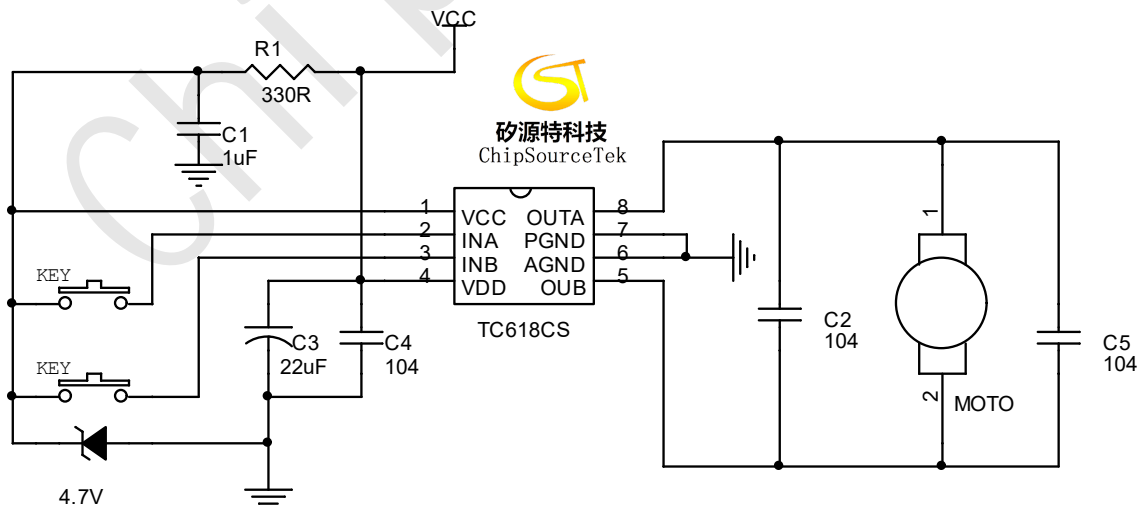 VCC
R1
330R
C1
1uF
矽源特科技
ChipSourceTek
1
VCC
OUTA
8
2
INA
PGND
7
3
INB
AGND
6
4
VDD
OUB
5
TC618CS
KEY
KEY
C3
22uF
C4
104
4.7V
1
2
MOTO
C2
104
C5
104
Chip